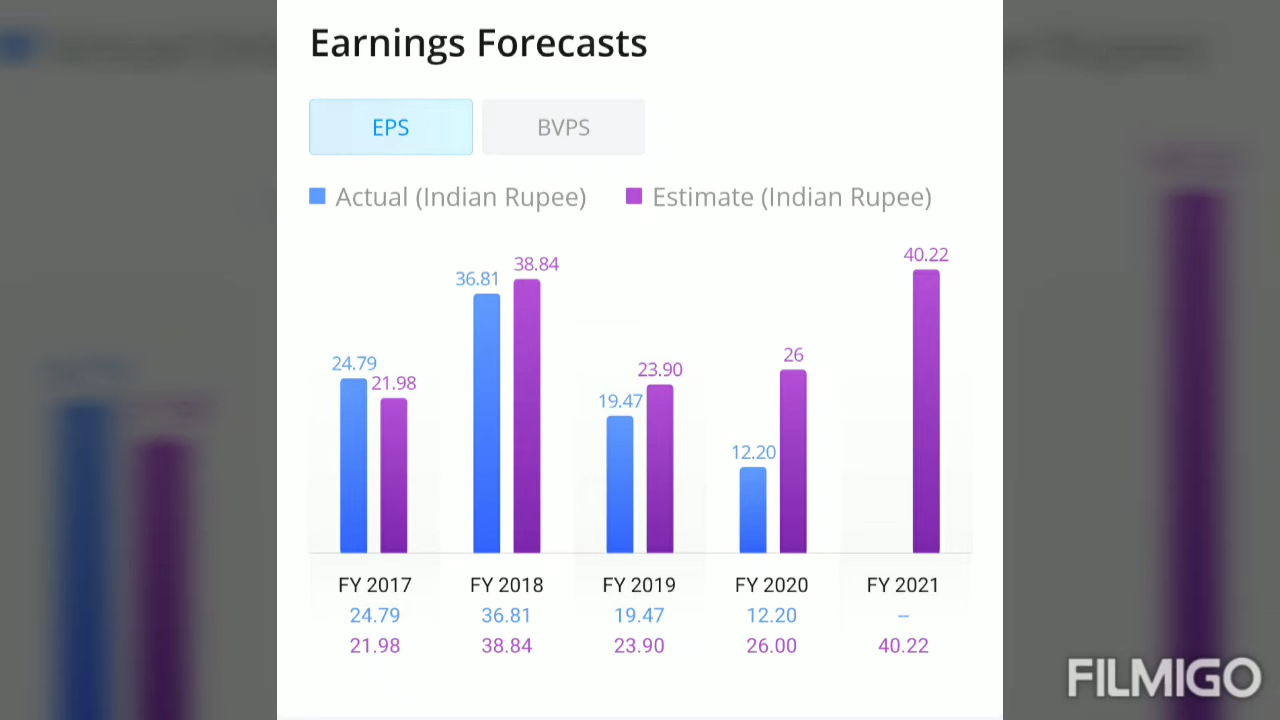 Earnings Forecasts
EPS BVPS
Actual (Indian Rupee) Estimate (Indian Rupee)
24.79 21.98 36.81 38.84 19.47 23.90 12.20 26 40.22
FY 2017 FY 2018 FY 2019 FY 2020 FY 2021
24.79 36.81 19.47 12.20 --
21.98 38.84 23.90 26.00 40.22
FILMIGO